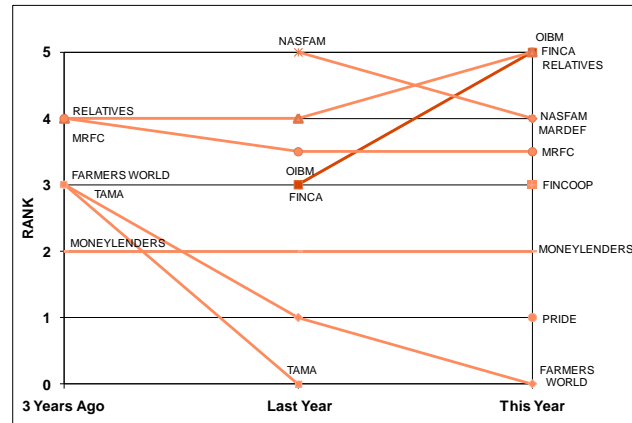 RANK
5
4
3
2
1
0
3 Years Ago
Last Year
This Year
RELATIVES
MRFC
FARMERS WORLD
TAMA
MONEYLENDERS
NASFAM
OIBM
FINCA
TAMA
OIBM
FINCA
RELATIVES
NASFAM
MARDEF
MRFC
FINCOOP
MONEYLENDERS
PRIDE
FARMERS
WORLD